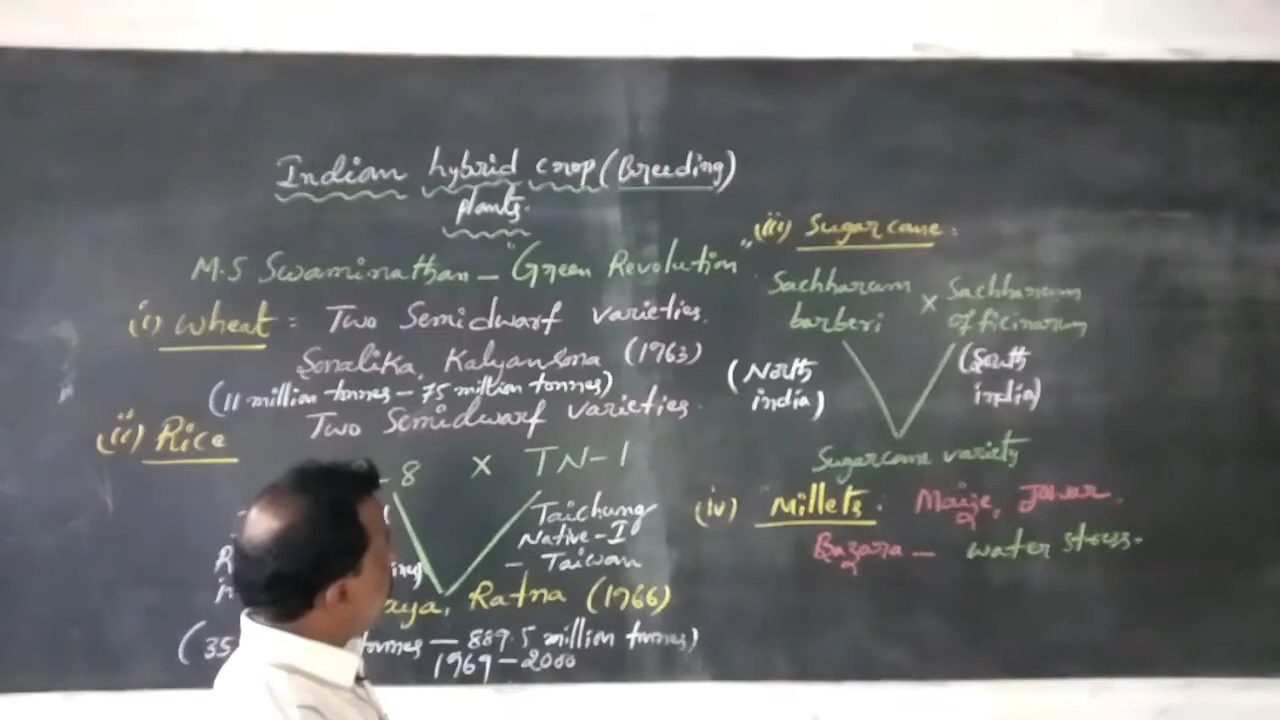 Indian hybrid crop (Breeding)
plants.
M.S Swaminathan – "Green Revolution"
(i) Wheat = Two Semidwarf varieties.
Sonalika, Kalyansona (1963)
(11 million tonnes – 75 million tonnes)
(ii) Rice
Two Semidwarf varieties.
- 8 × TN-1
Taichung
Native-I
- Taiwan
aya, Ratna (1966)
(35 tonnes – 889.5 million tonnes)
1969 – 2000
(iii) Sugarcane:
Sachharum × Sachharum
barberi officinarum
(North (South
india) india)
Sugarcane variety
(iv) "Millets: Maize, Jowar.
Bazara – water stress.